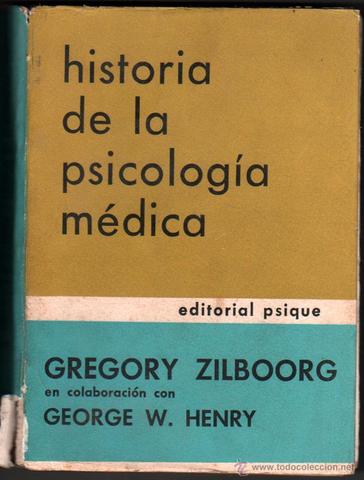 historia
de la
psicología
médica
editorial psique
GREGORY ZILBOORG
en colaboración con
GEORGE W. HENRY
© www.todocoleccion.net